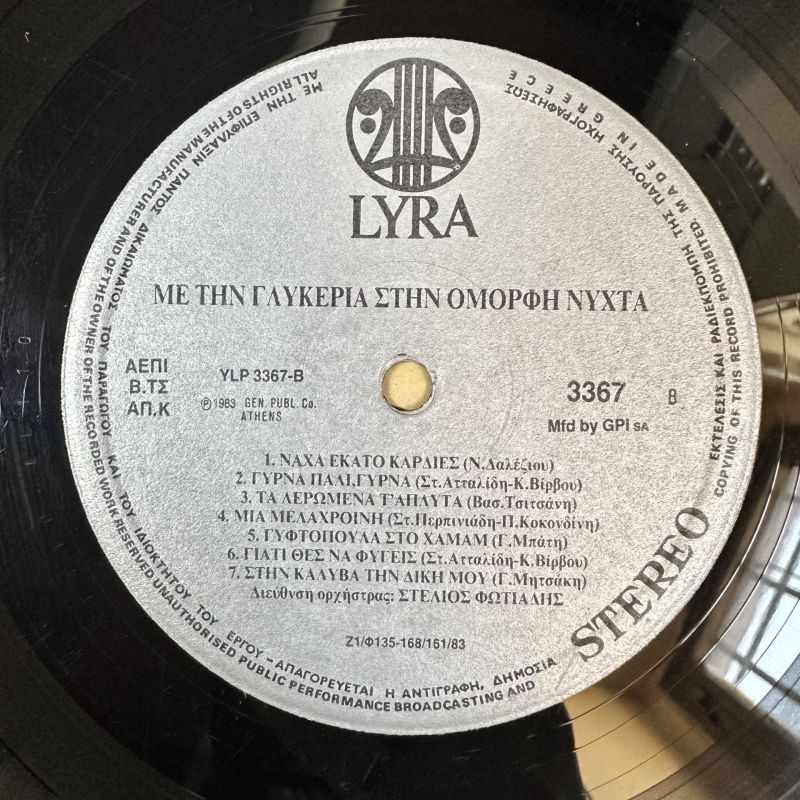 LYRA
ΜΕ ΤΗΝ ΓΛΥΚΕΡΙΑ ΣΤΗΝ ΟΜΟΡΦΗ ΝΥΧΤΑ
ΑΕΠΙ
Β.ΤΣ
ΑΠ.Κ
YLP 3367-B
Ⓟ1983 GEN. PUBL. Co.
ATHENS
3367 B
Mfd by GPI SA
1. ΝΑΧΑ ΕΚΑΤΟ ΚΑΡΔΙΕΣ (Ν.Δαλέζιου)
2. ΓΥΡΝΑ ΠΑΛΙ,ΓΥΡΝΑ (Στ.Ατταλίδη-Κ.Βίρβου)
3. ΤΑ ΛΕΡΩΜΕΝΑ Τ'ΑΠΛΥΤΑ (Βασ.Τσιτσάνη)
4. ΜΙΑ ΜΕΛΑΧΡΟΙΝΗ (Στ.Περπινιάδη-Π.Κοκονδίνη)
5. ΓΥΦΤΟΠΟΥΛΑ ΣΤΟ ΧΑΜΑΜ (Γ.Μπάτη)
6. ΓΙΑΤΙ ΘΕΣ ΝΑ ΦΥΓΕΙΣ (Στ.Ατταλίδη-Κ.Βίρβου)
7. ΣΤΗΝ ΚΑΛΥΒΑ ΤΗΝ ΔΙΚΗ ΜΟΥ (Γ.Μητσάκη)
Διεύθνση ορχήστρας: ΣΤΕΛΙΟΣ ΦΩΤΙΑΔΗΣ
Ζ1/Φ135-168/161/83
STEREO
ΜΕ ΤΗΝ ΕΠΙΦΥΛΑΞΙΝ ΠΑΝΤΟΣ ΔΙΚΑΙΩΜΑΤΟΣ ΤΟΥ ΠΑΡΑΓΩΓΟΥ ΚΑΙ ΤΟΥ ΙΔΙΟΚΤΗΤΟΥ ΤΟΥ ΕΡΓΟΥ - ΑΠΑΓΟΡΕΥΕΤΑΙ Η ΑΝΤΙΓΡΑΦΗ, ΔΗΜΟΣΙΑ ΕΚΤΕΛΕΣΙΣ ΚΑΙ ΡΑΔΙΕΚΠΟΜΠΗ ΤΗΣ ΠΑΡΟΥΣΗΣ ΗΧΟΓΡΑΦΗΣΕΩΣ
ALL RIGHTS OF THE MANUFACTURER AND OF THE OWNER OF THE RECORDED WORK RESERVED UNAUTHORISED PUBLIC PERFORMANCE BROADCASTING AND COPYING OF THIS RECORD PROHIBITED. MADE IN GREECE